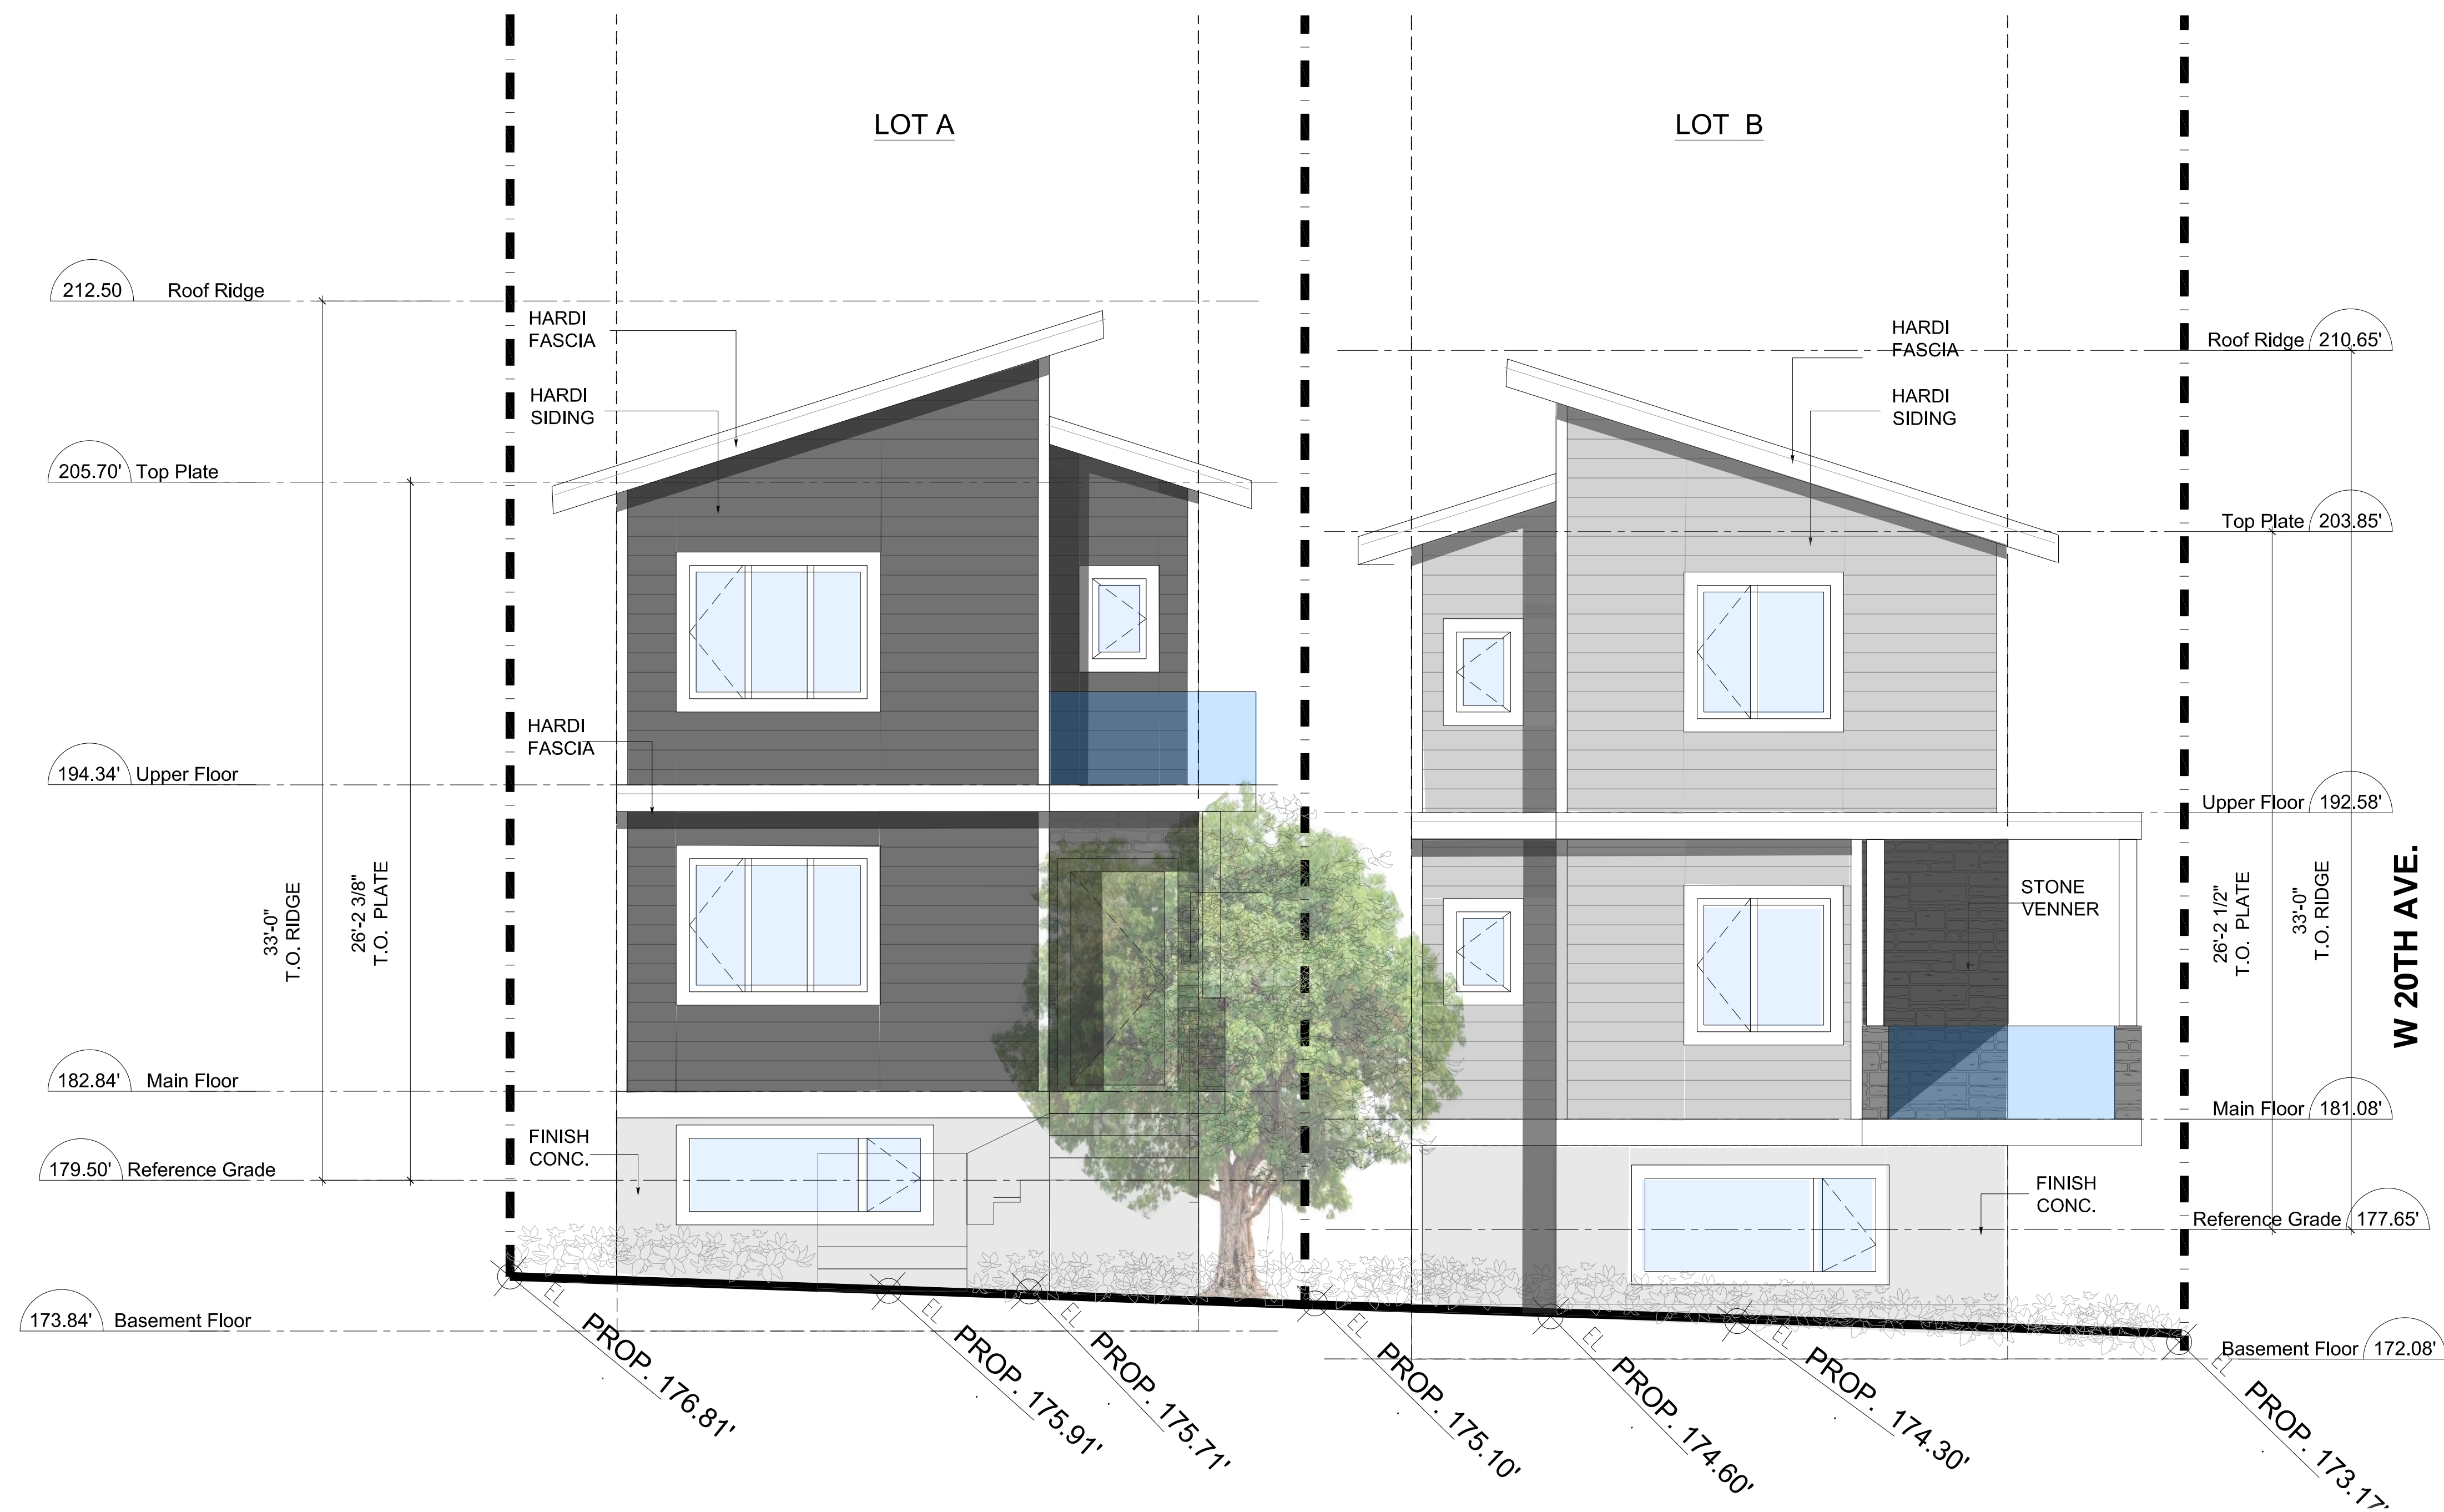 LOT A
LOT B
212.50 Roof Ridge
HARDI
FASCIA
HARDI
FASCIA
Roof Ridge 210.65'
HARDI
SIDING
HARDI
SIDING
205.70' Top Plate
Top Plate 203.85'
HARDI
FASCIA
194.34' Upper Floor
Upper Floor 192.58'
33'-0"
T.O. RIDGE
26'-2 3/8"
T.O. PLATE
STONE
VENNER
26'-2 1/2"
T.O. PLATE
33'-0"
T.O. RIDGE
W 20TH AVE.
182.84' Main Floor
Main Floor 181.08'
FINISH
CONC.
179.50' Reference Grade
FINISH
CONC.
Reference Grade 177.65'
173.84' Basement Floor
Basement Floor 172.08'
EL PROP. 176.81'
EL PROP. 175.91'
EL PROP. 175.71'
EL PROP. 175.10'
EL PROP. 174.60'
EL PROP. 174.30'
EL PROP. 173.17'